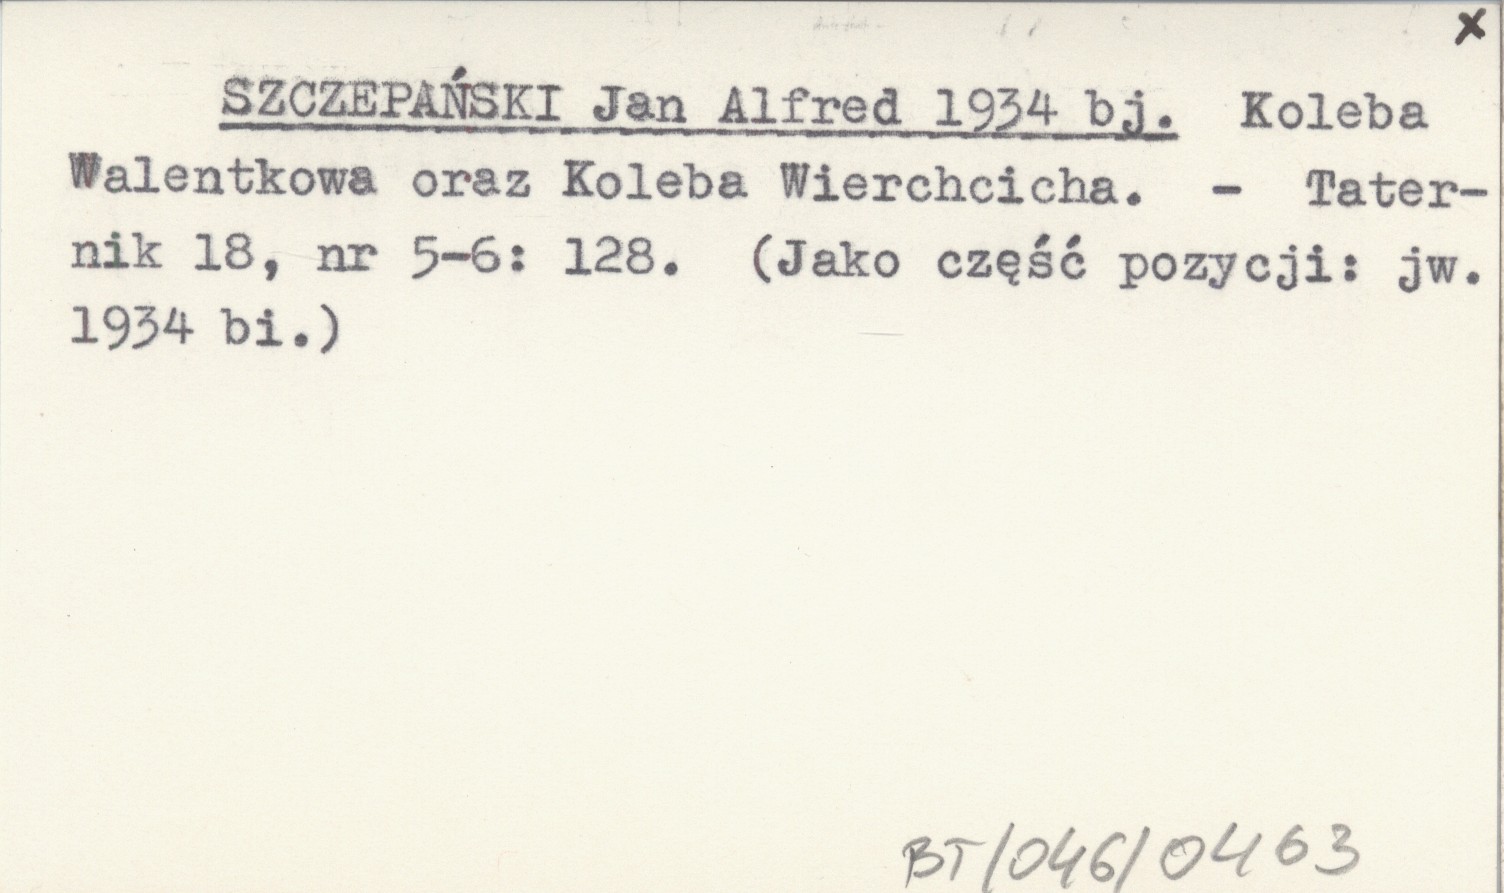 x
SZCZEPAŃSKI Jan Alfred 1934 bj. Koleba
Walentkowa oraz Koleba Wierchcicha. - Tater-
nik 18, nr 5-6: 128. (Jako część pozycji: jw.
1934 bi.)
BT/046/0463